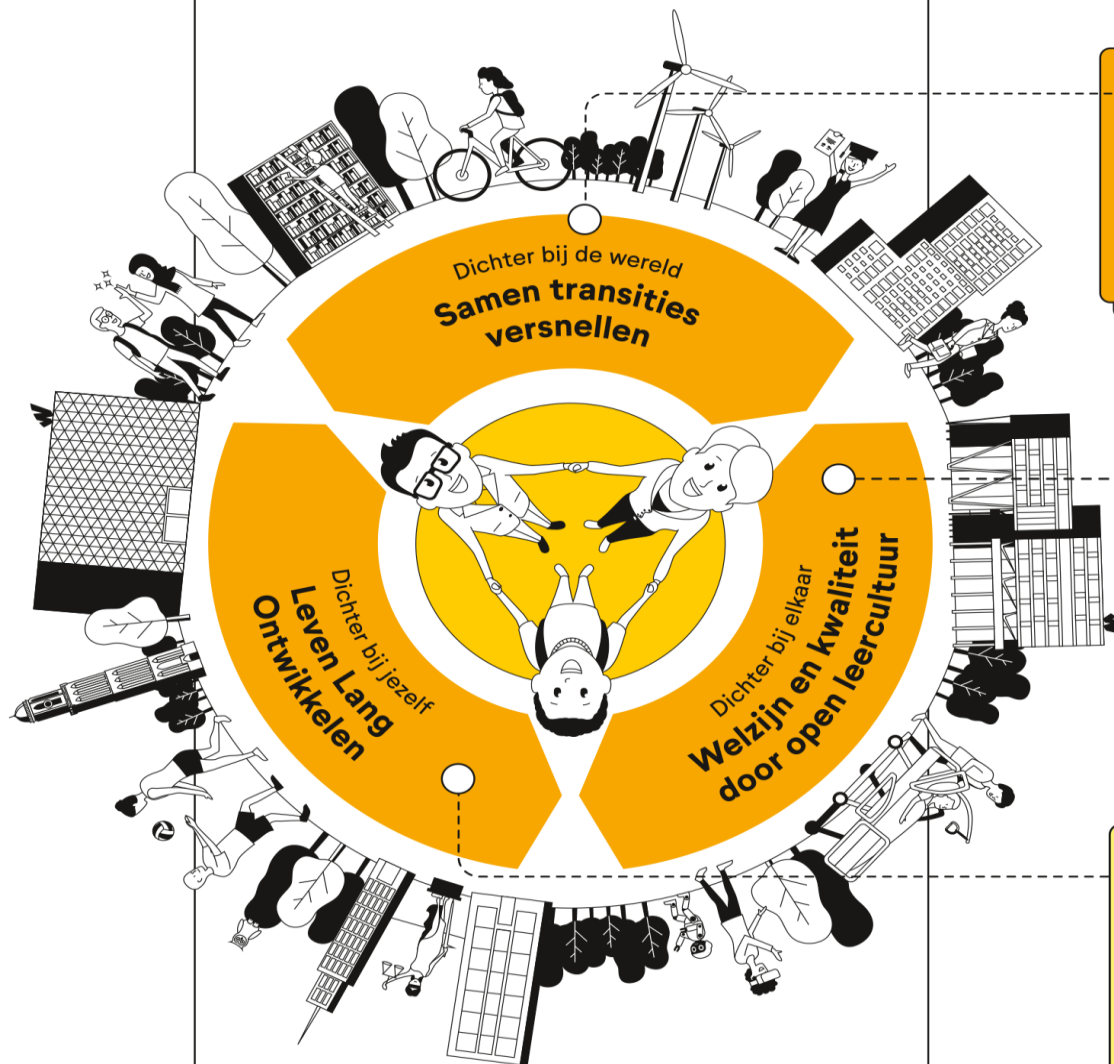 Dichter bij de wereld
Samen transities
versnellen
Dichter bij elkaar
Welzijn en kwaliteit
door open leercultuur
Dichter bij jezelf
Leven Lang
Ontwikkelen